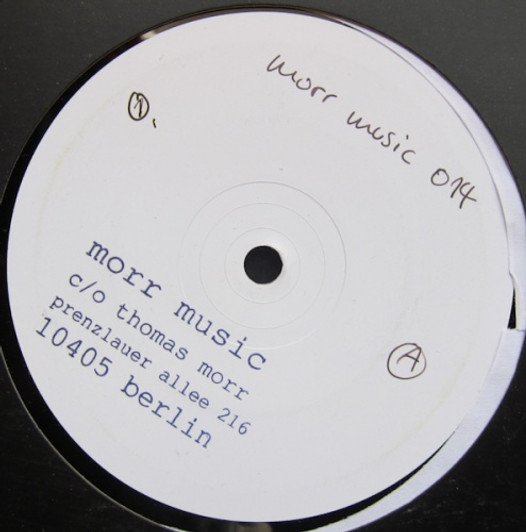 morr music 014
1.
morr music
c/o thomas morr
prenzlauer allee 216
10405 berlin
A